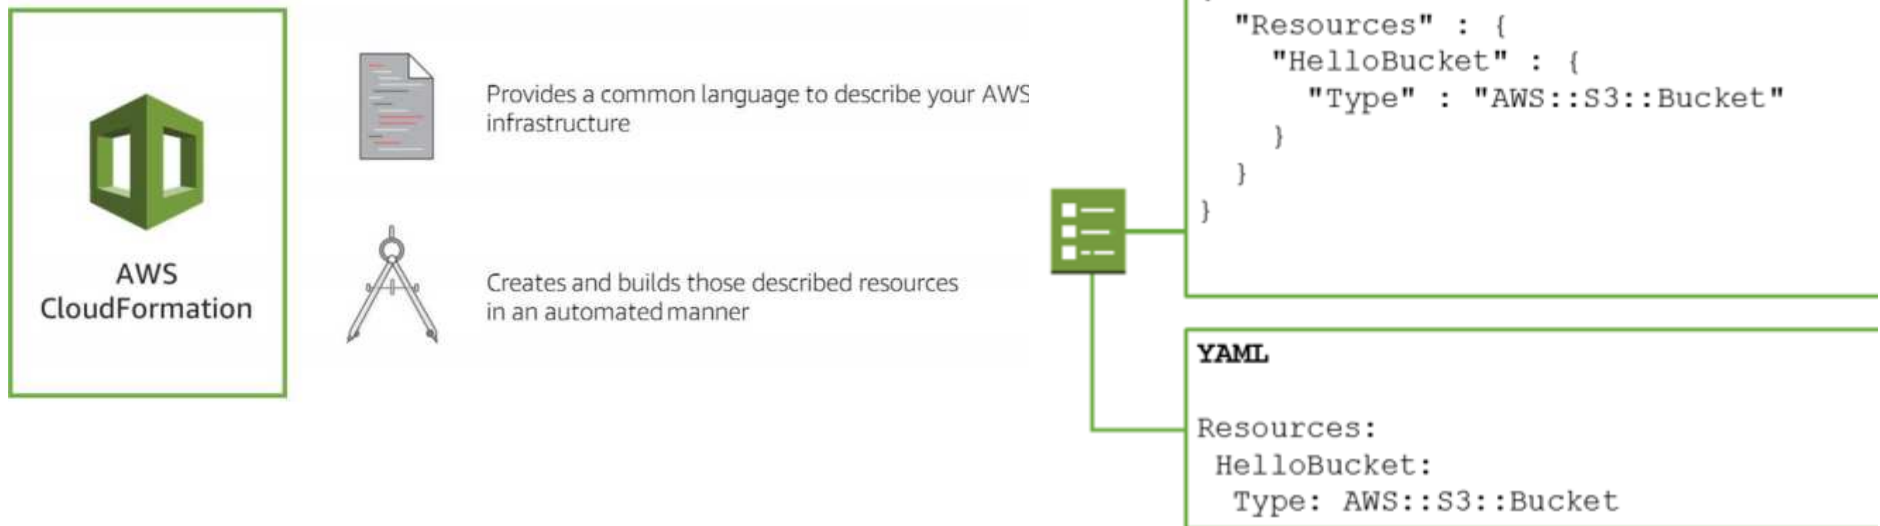 AWS
CloudFormation
Provides a common language to describe your AWS
infrastructure
Creates and builds those described resources
in an automated manner
"Resources" : {
"HelloBucket" : {
"Type" : "AWS::S3::Bucket"
}
}
}
YAML
Resources:
HelloBucket:
Type: AWS::S3::Bucket